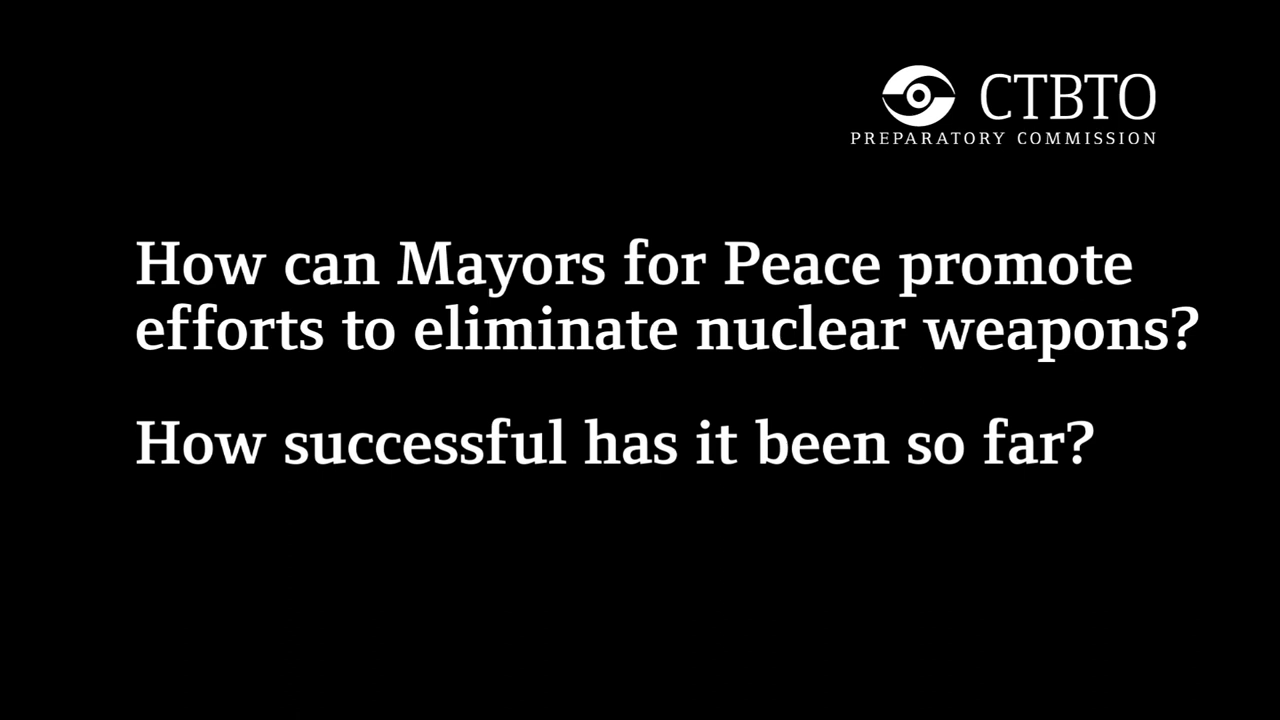 CTBTO
PREPARATORY COMMISSION
How can Mayors for Peace promote
efforts to eliminate nuclear weapons?
How successful has it been so far?